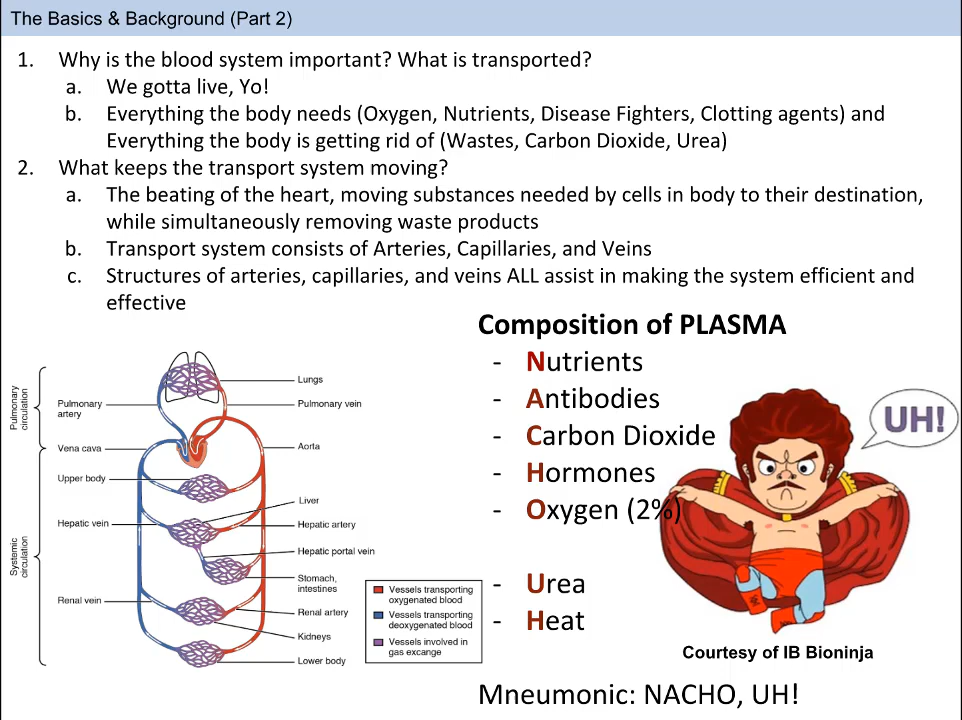 The Basics & Background (Part 2)
1. Why is the blood system important? What is transported?
a. We gotta live, Yo!
b. Everything the body needs (Oxygen, Nutrients, Disease Fighters, Clotting agents) and
Everything the body is getting rid of (Wastes, Carbon Dioxide, Urea)
2. What keeps the transport system moving?
a. The beating of the heart, moving substances needed by cells in body to their destination,
while simultaneously removing waste products
b. Transport system consists of Arteries, Capillaries, and Veins
c. Structures of arteries, capillaries, and veins ALL assist in making the system efficient and
effective
Pulmonary
circulation
Systemic
circulation
Pulmonary
artery
Vena cava
Upper body
Hepatic vein
Renal vein
Lungs
Pulmonary vein
Aorta
Liver
Hepatic artery
Hepatic portal vein
Stomach,
intestines
Renal artery
Kidneys
Lower body
Vessels transporting
oxygenated blood
Vessels transporting
deoxygenated blood
Vessels involved in
gas excange
Composition of PLASMA
- Nutrients
- Antibodies
- Carbon Dioxide
- Hormones
- Oxygen (2%)
- Urea
- Heat
UH!
Courtesy of IB Bioninja
Mneumonic: NACHO, UH!